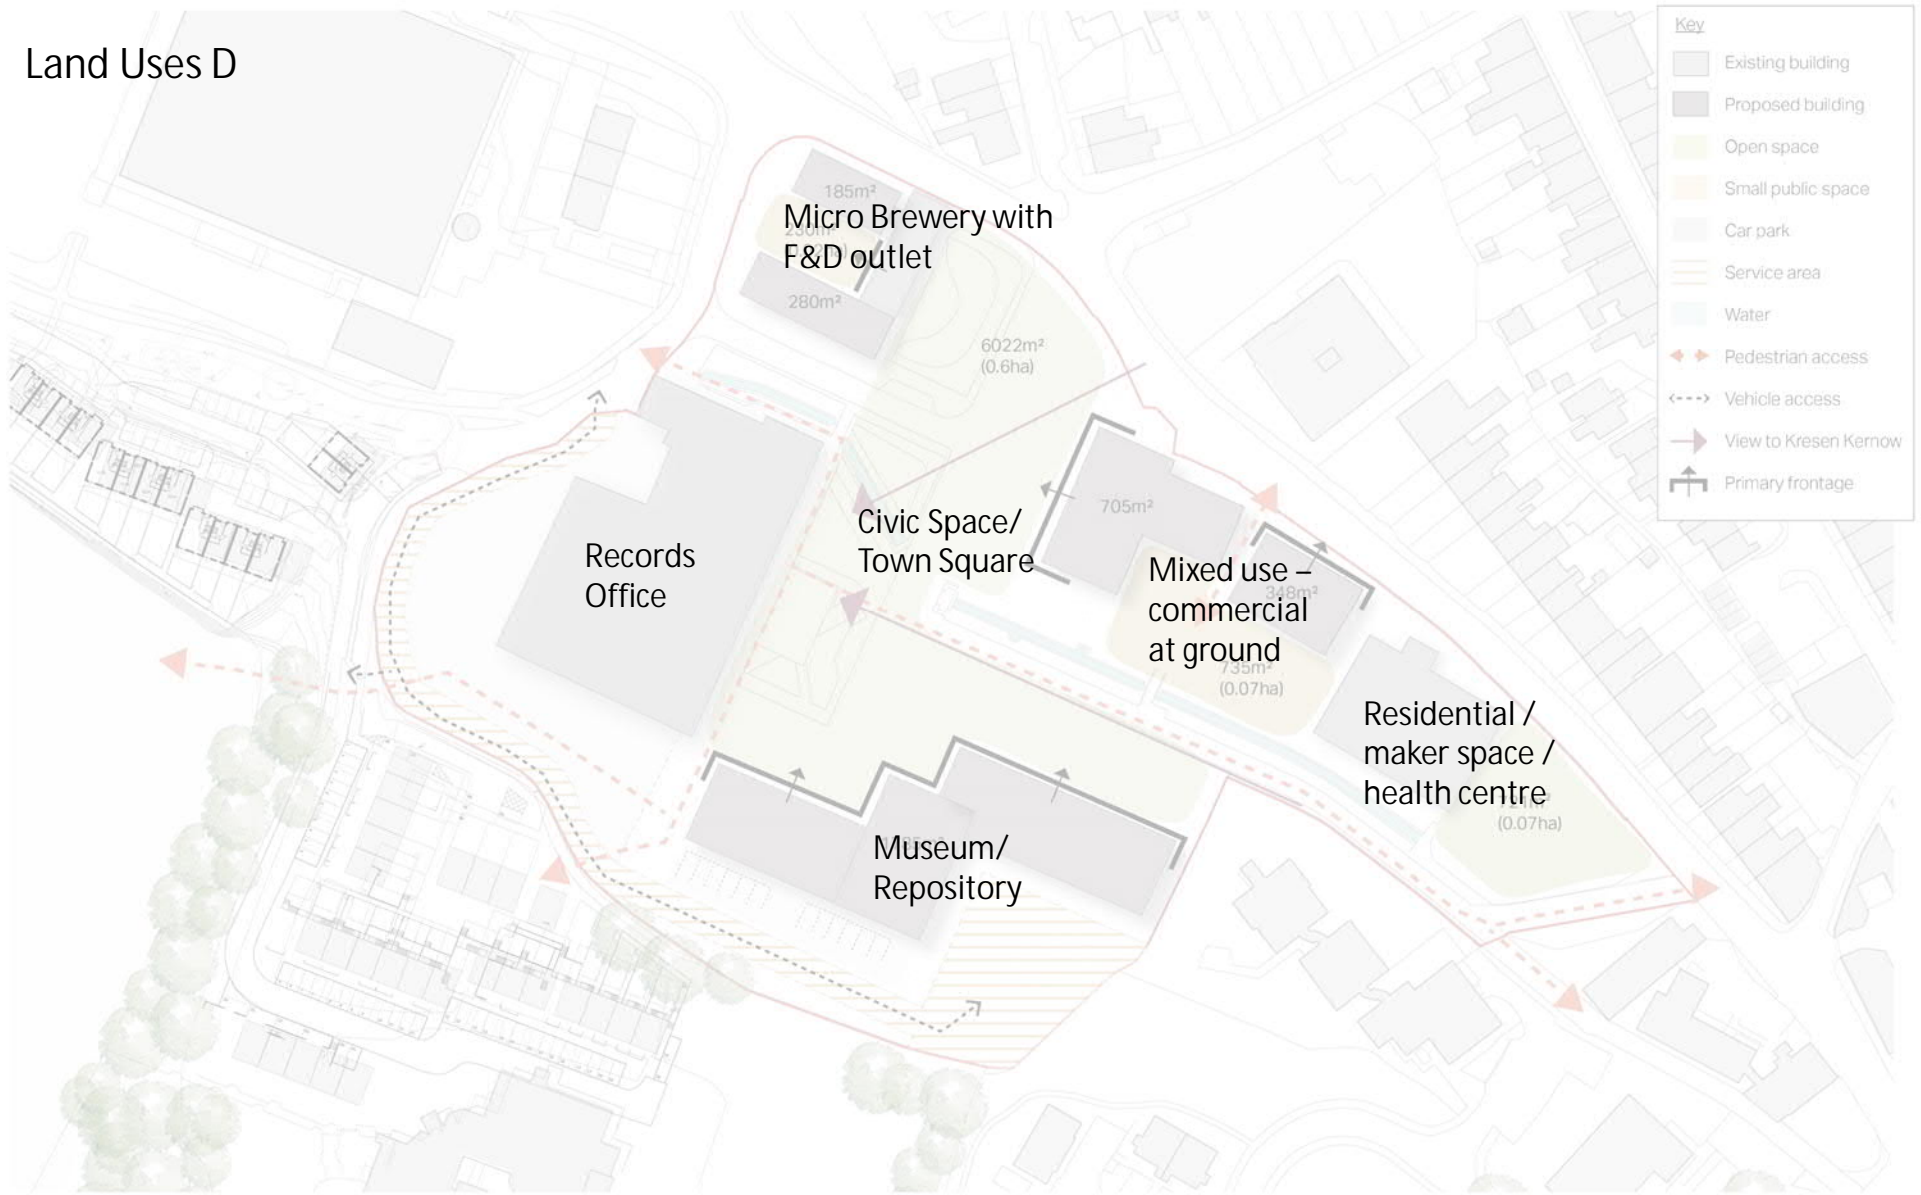 Land Uses D
Key
Existing building
Proposed building
Open space
Small public space
Car park
Service area
Water
Pedestrian access
Vehicle access
View to Kresen Kernow
Primary frontage
185m²
Micro Brewery with
F&D outlet
280m²
6022m²
(0.6ha)
705m²
Civic Space/
Town Square
Records
Office
Mixed use –
commercial
at ground
348m²
735m²
(0.07ha)
Residential /
maker space /
health centre
(0.07ha)
Museum/
Repository